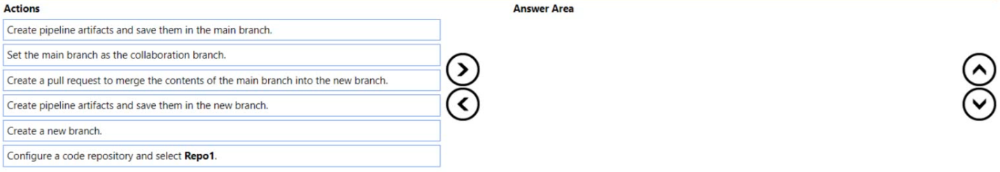 Actions
Answer Area
Create pipeline artifacts and save them in the main branch.
Set the main branch as the collaboration branch.
Create a pull request to merge the contents of the main branch into the new branch.
Create pipeline artifacts and save them in the new branch.
Create a new branch.
Configure a code repository and select Repo1.